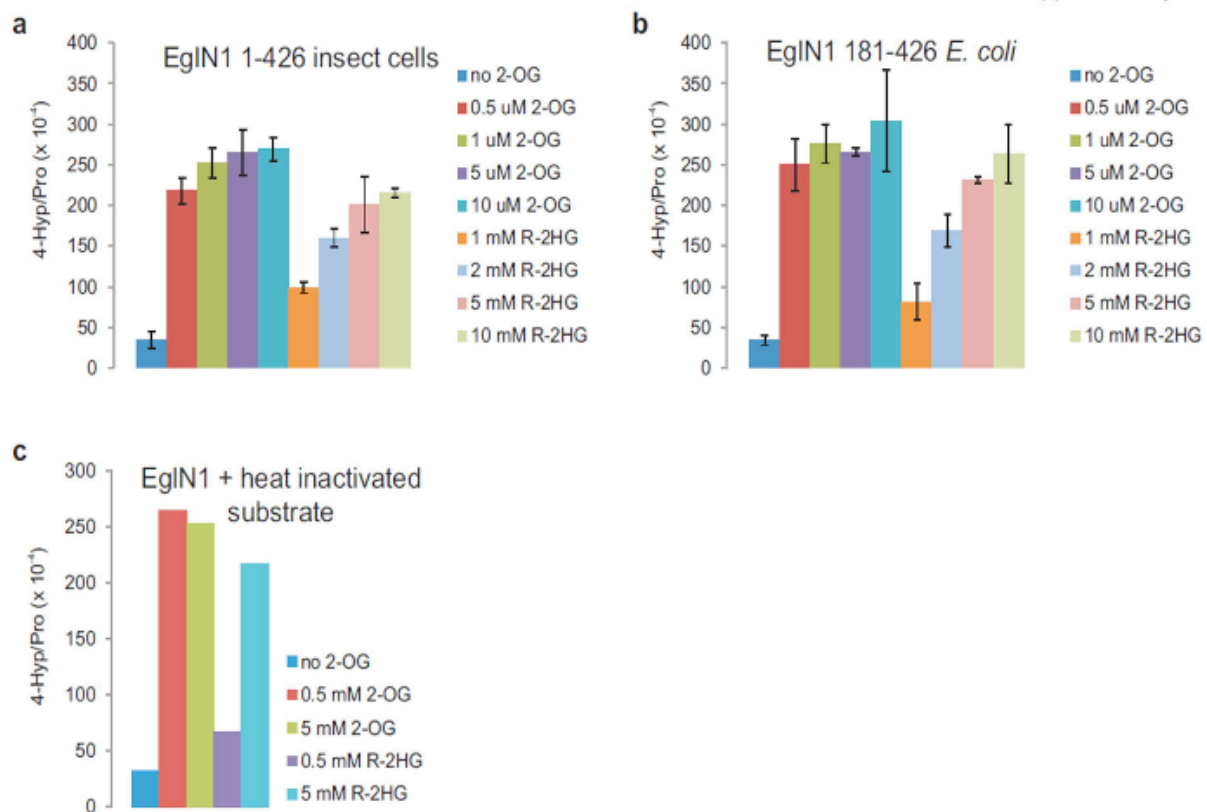 a
EglN1 1-426 insect cells
4-Hyp/Pro (x 10⁻⁴)
400
350
300
250
200
150
100
50
0
no 2-OG
0.5 uM 2-OG
1 uM 2-OG
5 uM 2-OG
10 uM 2-OG
1 mM R-2HG
2 mM R-2HG
5 mM R-2HG
10 mM R-2HG
b
EglN1 181-426 E. coli
4-Hyp/Pro (x 10⁻⁴)
400
350
300
250
200
150
100
50
0
no 2-OG
0.5 uM 2-OG
1 uM 2-OG
5 uM 2-OG
10 uM 2-OG
1 mM R-2HG
2 mM R-2HG
5 mM R-2HG
10 mM R-2HG
c
EglN1 + heat inactivated
substrate
4-Hyp/Pro (x 10⁻⁴)
300
250
200
150
100
50
0
no 2-OG
0.5 mM 2-OG
5 mM 2-OG
0.5 mM R-2HG
5 mM R-2HG